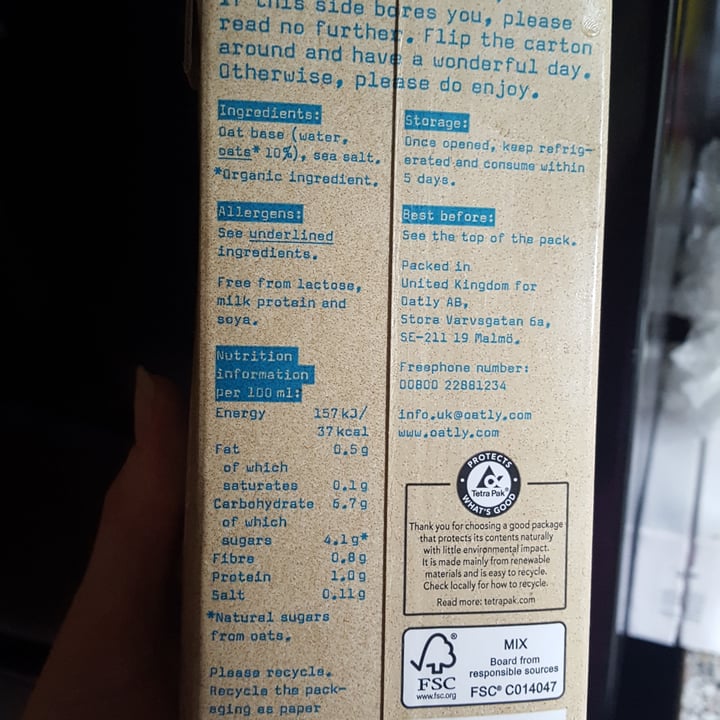 If this side bores you, please
read no further. Flip the carton
around and have a wonderful day.
Otherwise, please do enjoy.
Ingredients:
Oat base (water,
oats* 10%), sea salt.
*Organic ingredient.
Allergens:
See underlined
ingredients.
Free from lactose,
milk protein and
soya.
Nutrition
information
per 100 ml:
Energy 157 kJ/
37 kcal
Fat 0.5 g
of which
saturates 0.1 g
Carbohydrate 6.7 g
of which
sugars 4.1 g*
Fibre 0.8 g
Protein 1.0 g
Salt 0.11 g
*Natural sugars
from oats.
Please recycle.
Recycle the pack-
aging as paper
Storage:
Once opened, keep refrig-
erated and consume within
5 days.
Best before:
See the top of the pack.
Packed in
United Kingdom for
Oatly AB,
Stora Varvsgatan 6a,
SE-211 19 Malmö.
Freephone number:
00800 22881234
info.uk@oatly.com
www.oatly.com
PROTECTS
Tetra Pak®
WHAT'S GOOD
Thank you for choosing a good package
that protects its contents naturally
with little environmental impact.
It is made mainly from renewable
materials and is easy to recycle.
Check locally for how to recycle.
Read more: tetrapak.com
®
FSC
www.fsc.org
MIX
Board from
responsible sources
FSC® C014047